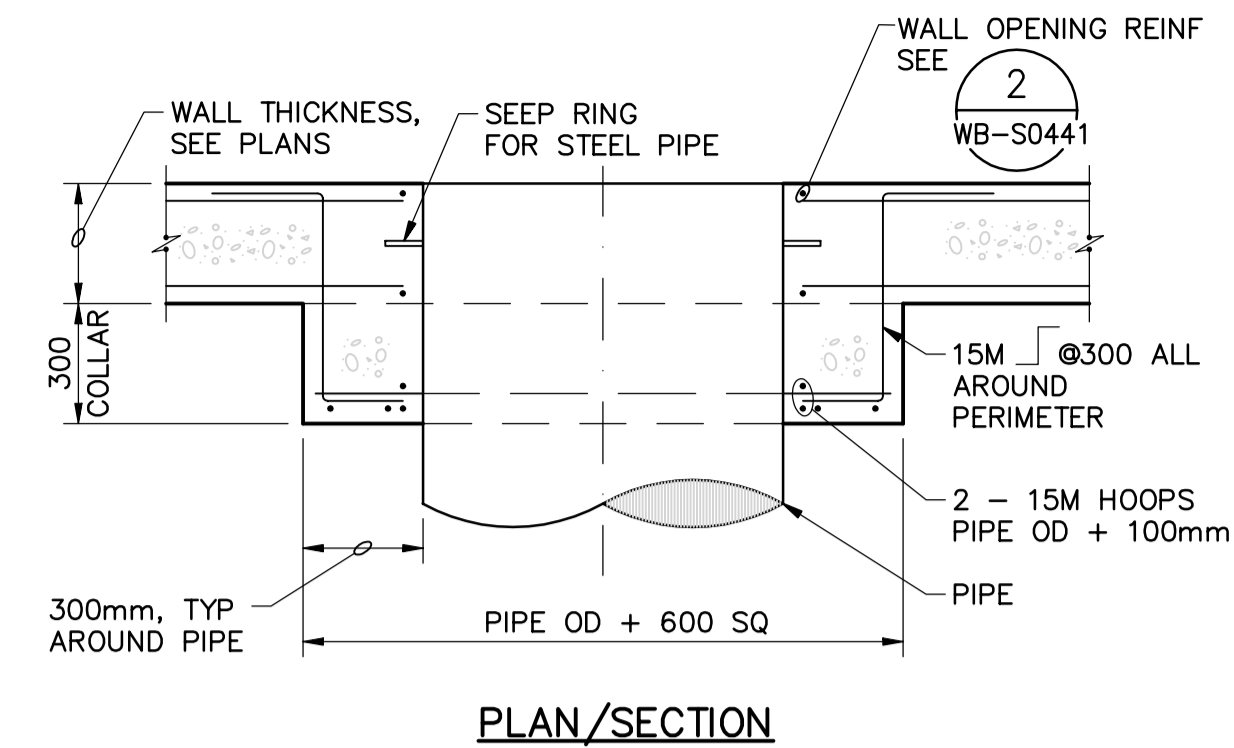 WALL OPENING REINF
SEE
2
WB-S0441
WALL THICKNESS,
SEE PLANS
SEEP RING
FOR STEEL PIPE
300
COLLAR
15M @300 ALL
AROUND
PERIMETER
2 - 15M HOOPS
PIPE OD + 100mm
PIPE
300mm, TYP
AROUND PIPE
PIPE OD + 600 SQ
PLAN/SECTION